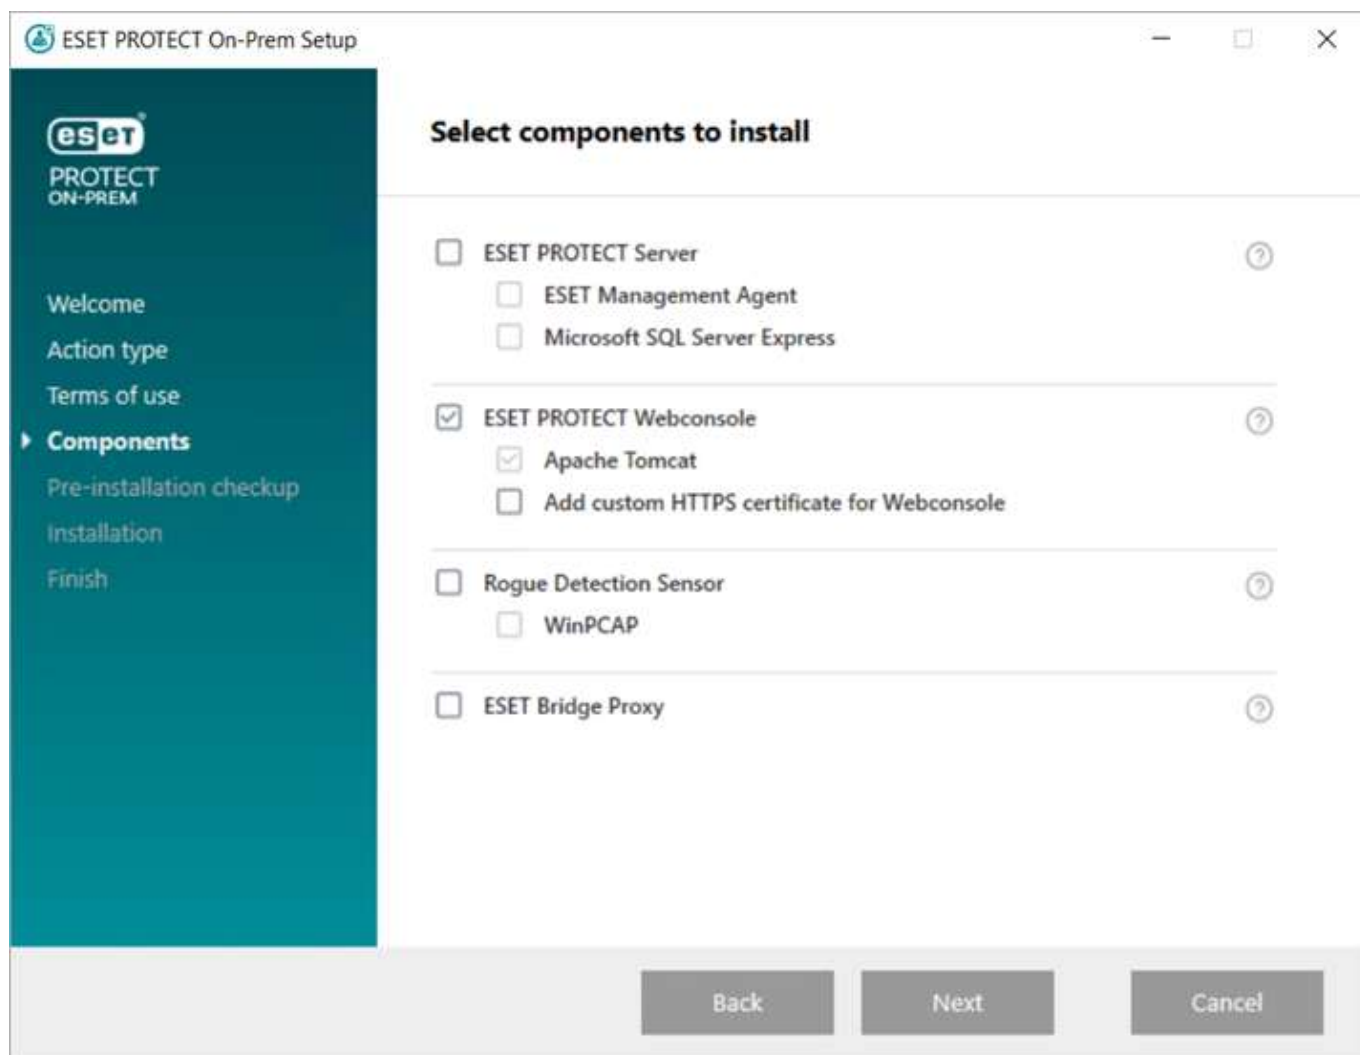 ESET PROTECT On-Prem Setup
eseT®
PROTECT
ON-PREM
Welcome
Action type
Terms of use
Components
Pre-installation checkup
Installation
Finish
Select components to install
ESET PROTECT Server
ESET Management Agent
Microsoft SQL Server Express
ESET PROTECT Webconsole
Apache Tomcat
Add custom HTTPS certificate for Webconsole
Rogue Detection Sensor
WinPCAP
ESET Bridge Proxy
Back
Next
Cancel